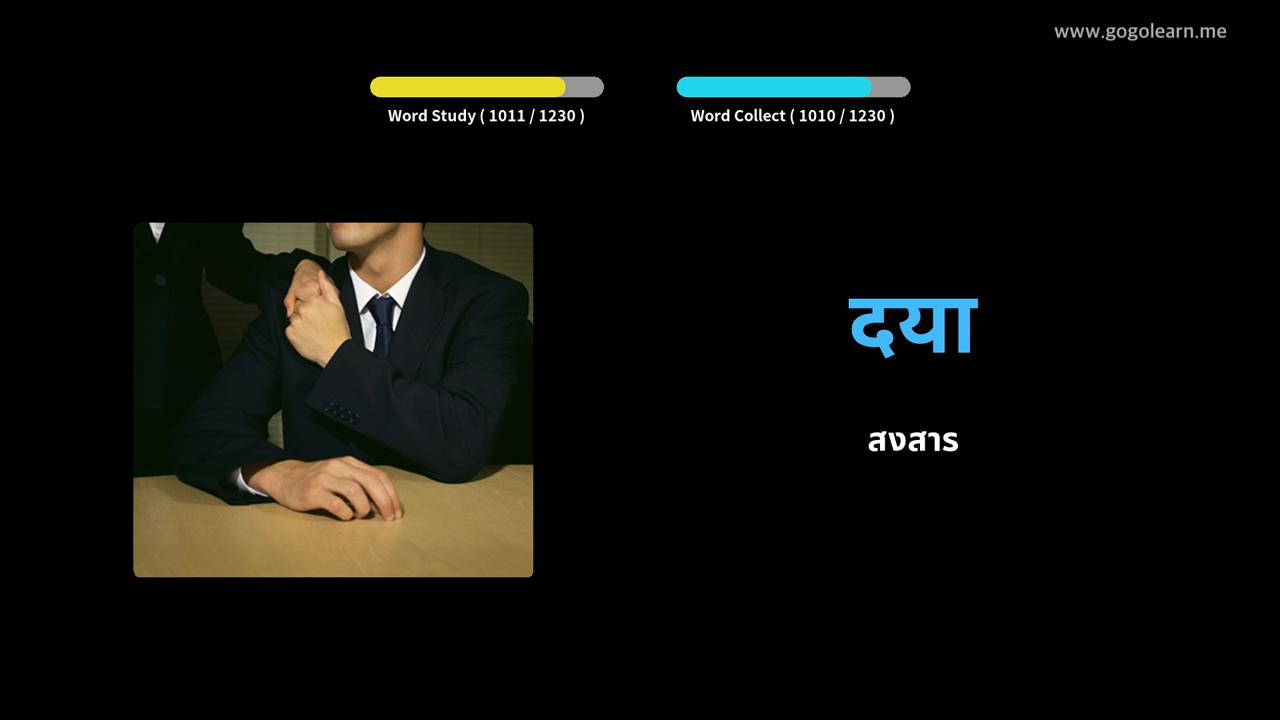 www.gogolearn.me
Word Study ( 1011 / 1230 )
Word Collect ( 1010 / 1230 )
दया
สงสาร